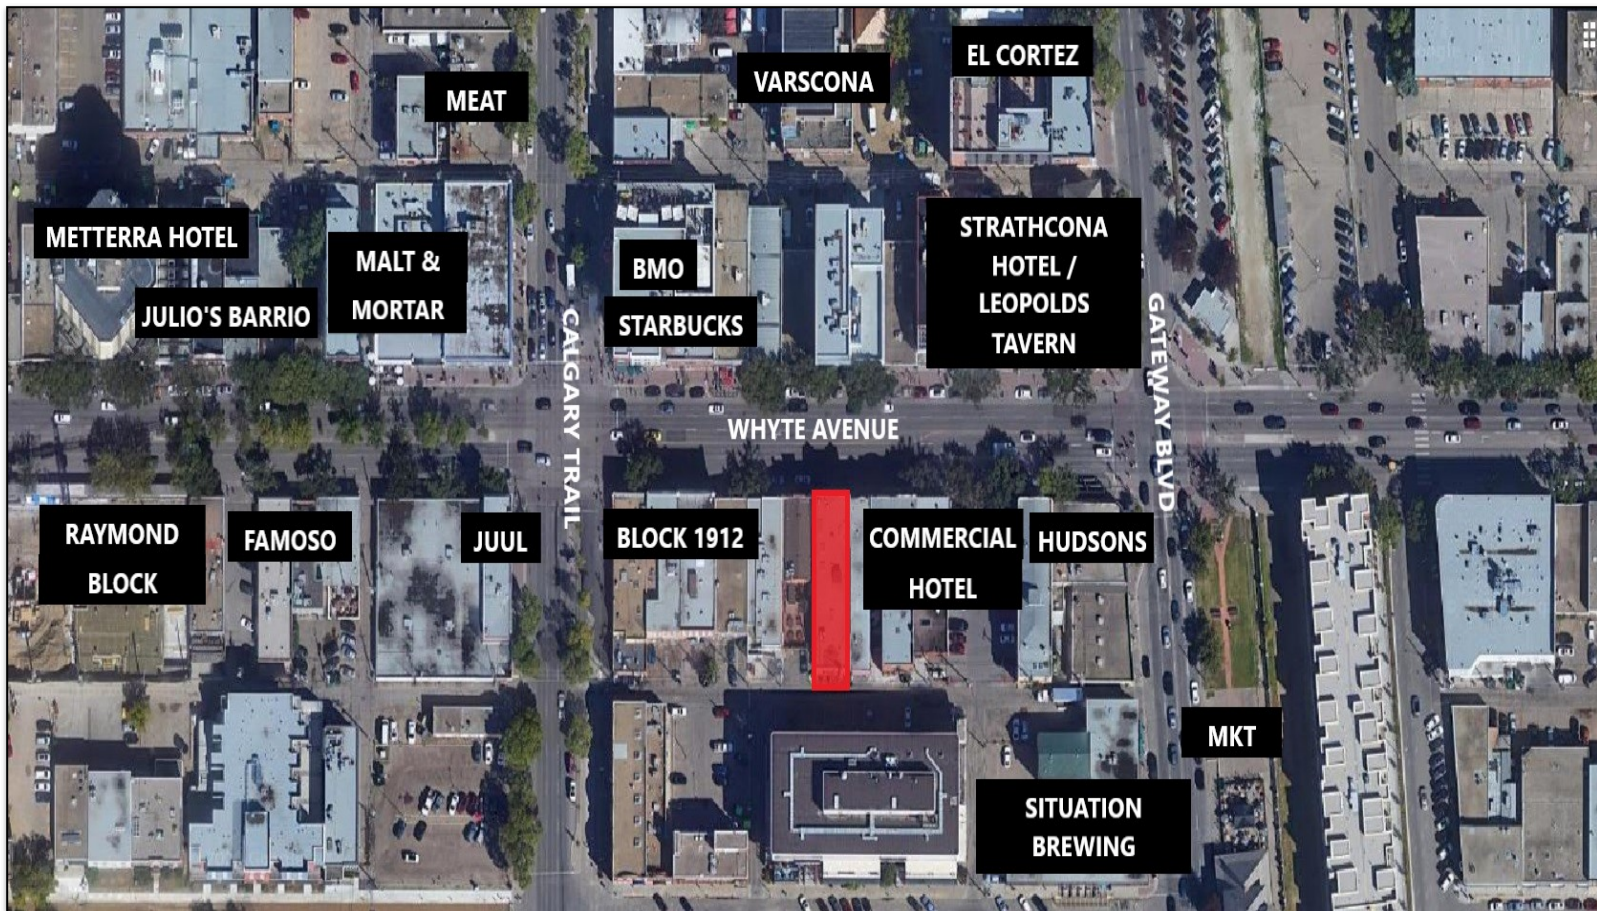 EL CORTEZ
VARSCONA
MEAT
METTERRA HOTEL
JULIO'S BARRIO
MALT &
MORTAR
BMO
STARBUCKS
STRATHCONA
HOTEL /
LEOPOLDS
TAVERN
CALGARY TRAIL
GATEWAY BLVD
WHYTE AVENUE
RAYMOND
BLOCK
FAMOSO
JUUL
BLOCK 1912
COMMERCIAL
HOTEL
HUDSONS
MKT
SITUATION
BREWING